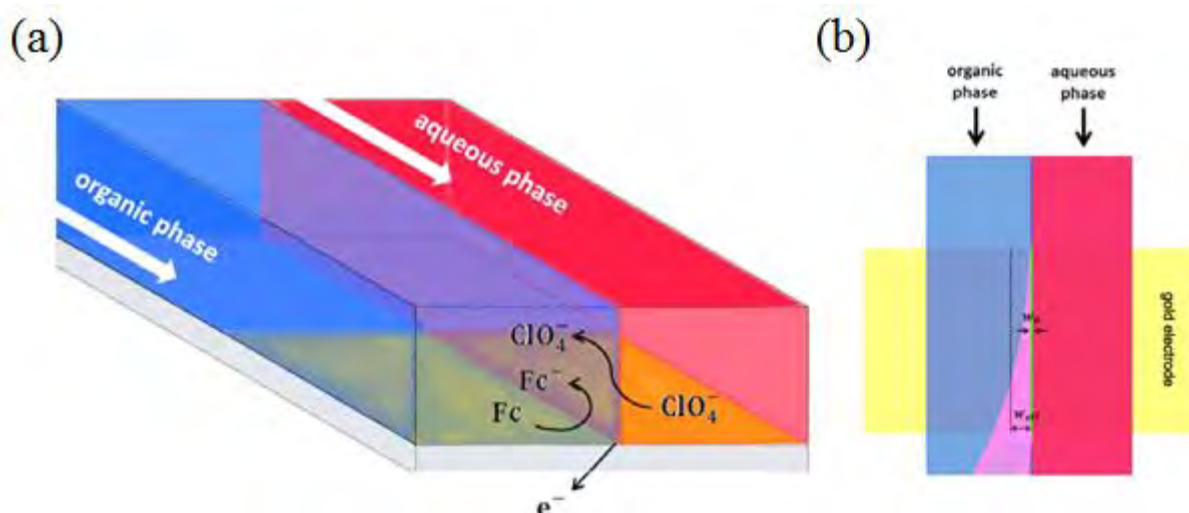 (a)
(b)
organic
phase
aqueous
phase
aqueous phase
organic phase
gold electrode
ClO₄⁻
Fc⁻
Fc
ClO₄⁻
e⁻